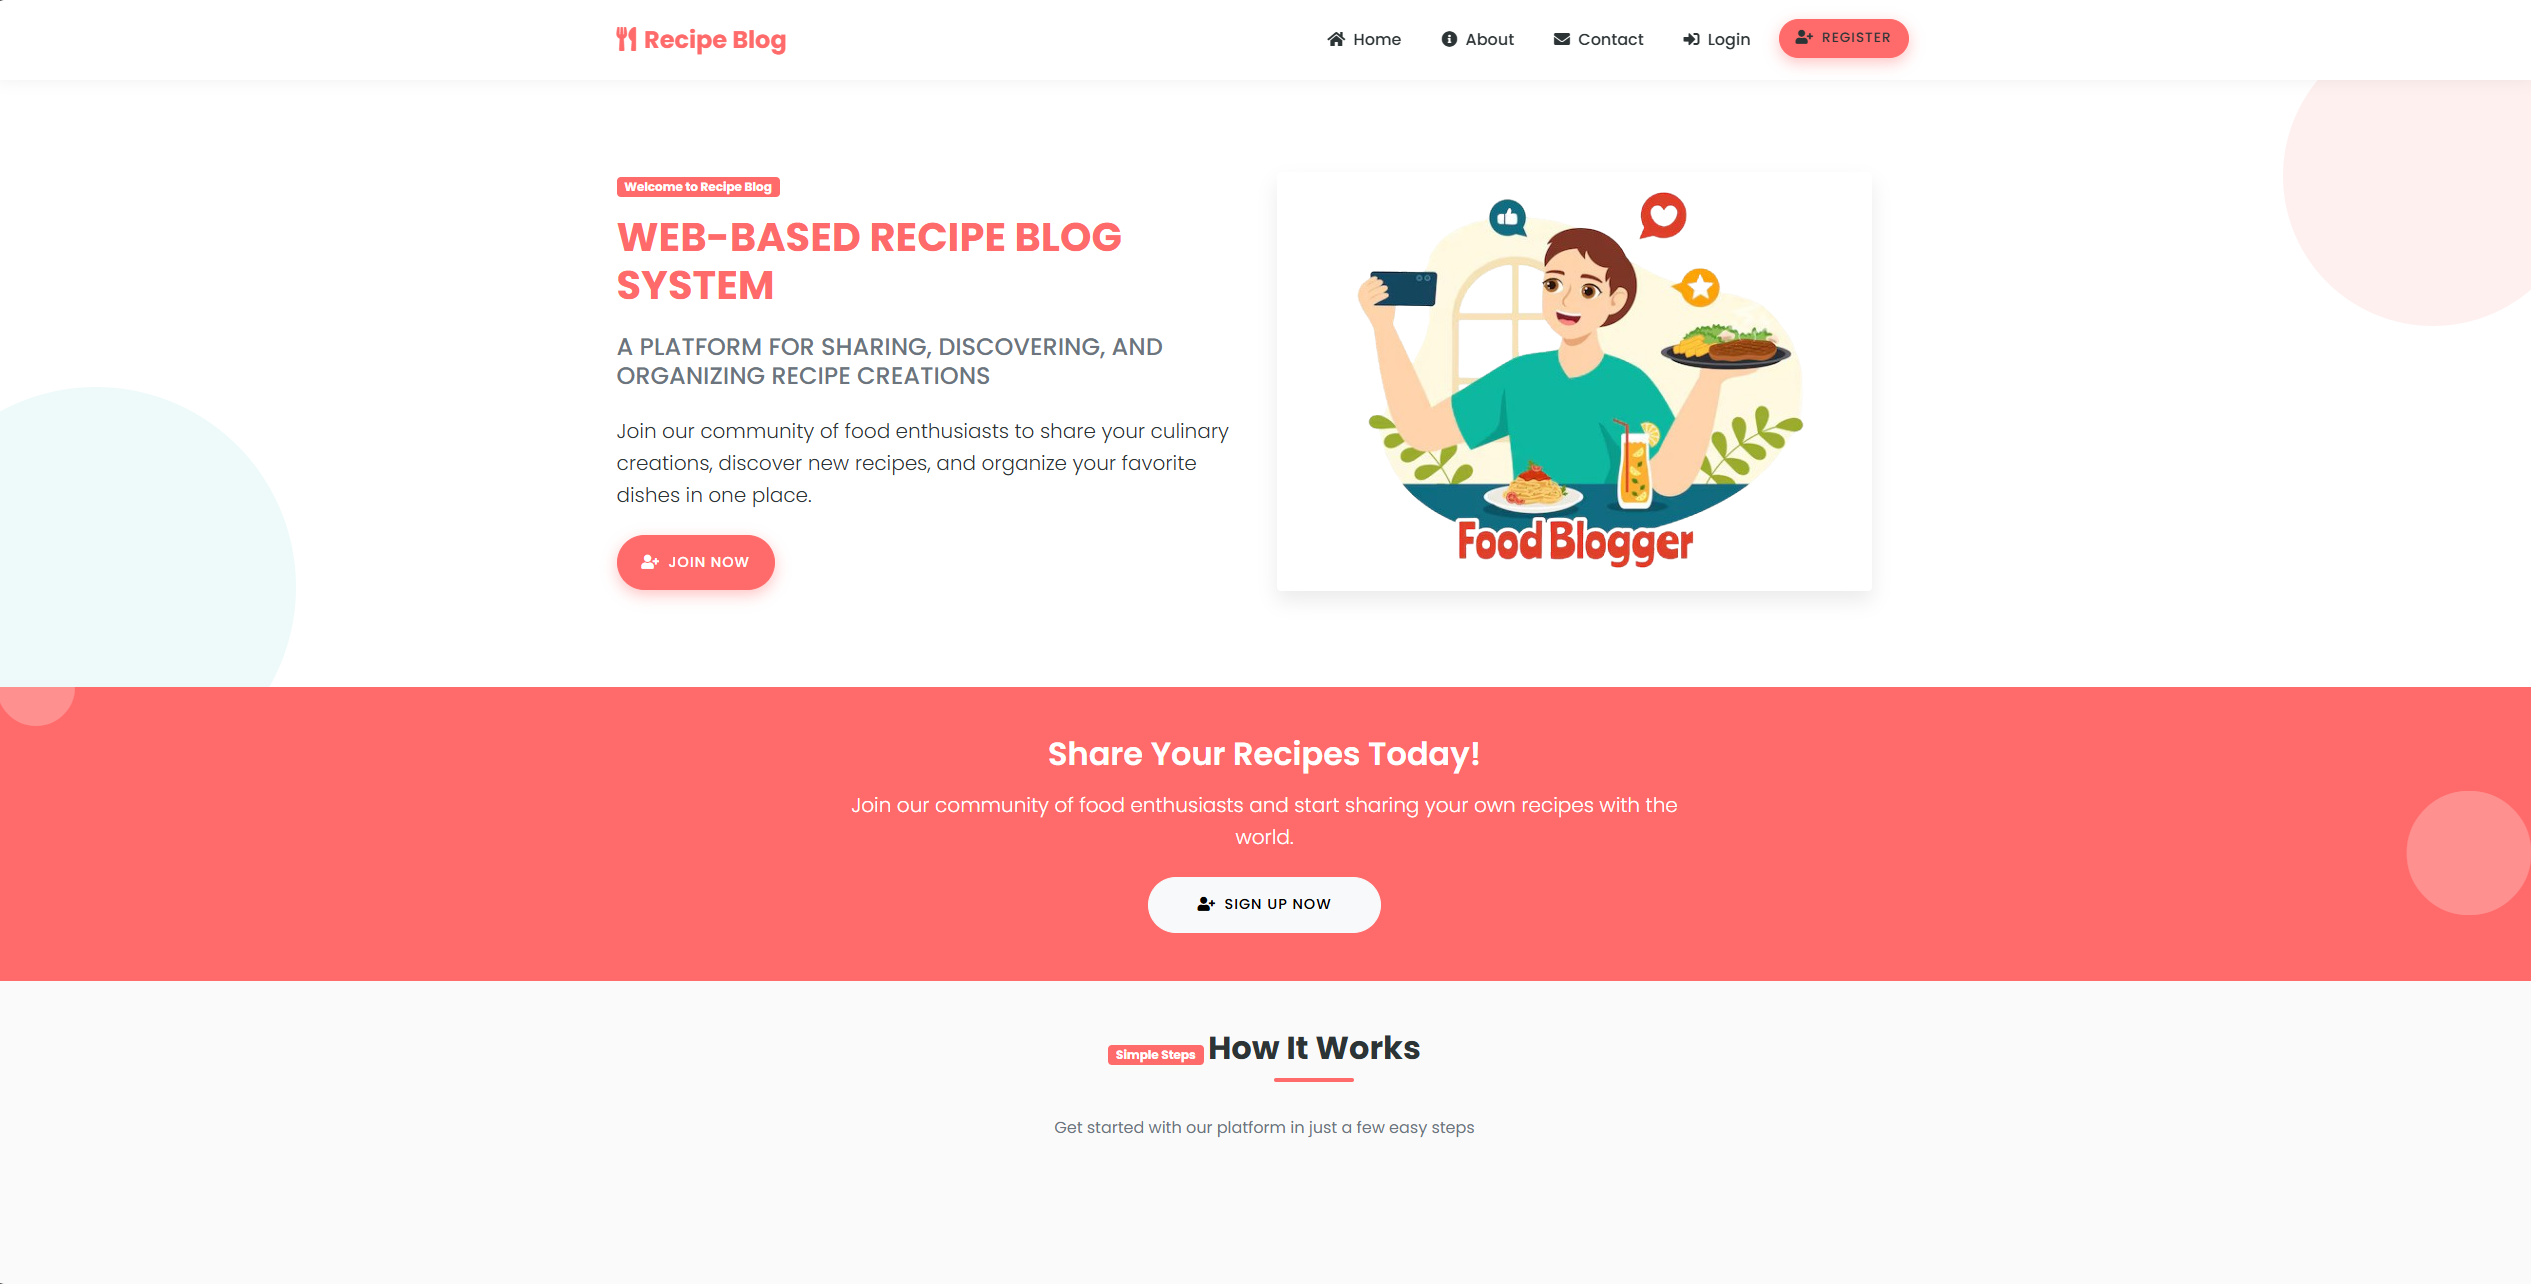 Recipe Blog
Home
About
Contact
Login
REGISTER
Welcome to Recipe Blog
WEB-BASED RECIPE BLOG
SYSTEM
A PLATFORM FOR SHARING, DISCOVERING, AND
ORGANIZING RECIPE CREATIONS
Join our community of food enthusiasts to share your culinary
creations, discover new recipes, and organize your favorite
dishes in one place.
JOIN NOW
Food Blogger
Share Your Recipes Today!
Join our community of food enthusiasts and start sharing your own recipes with the
world.
SIGN UP NOW
Simple Steps How It Works
Get started with our platform in just a few easy steps